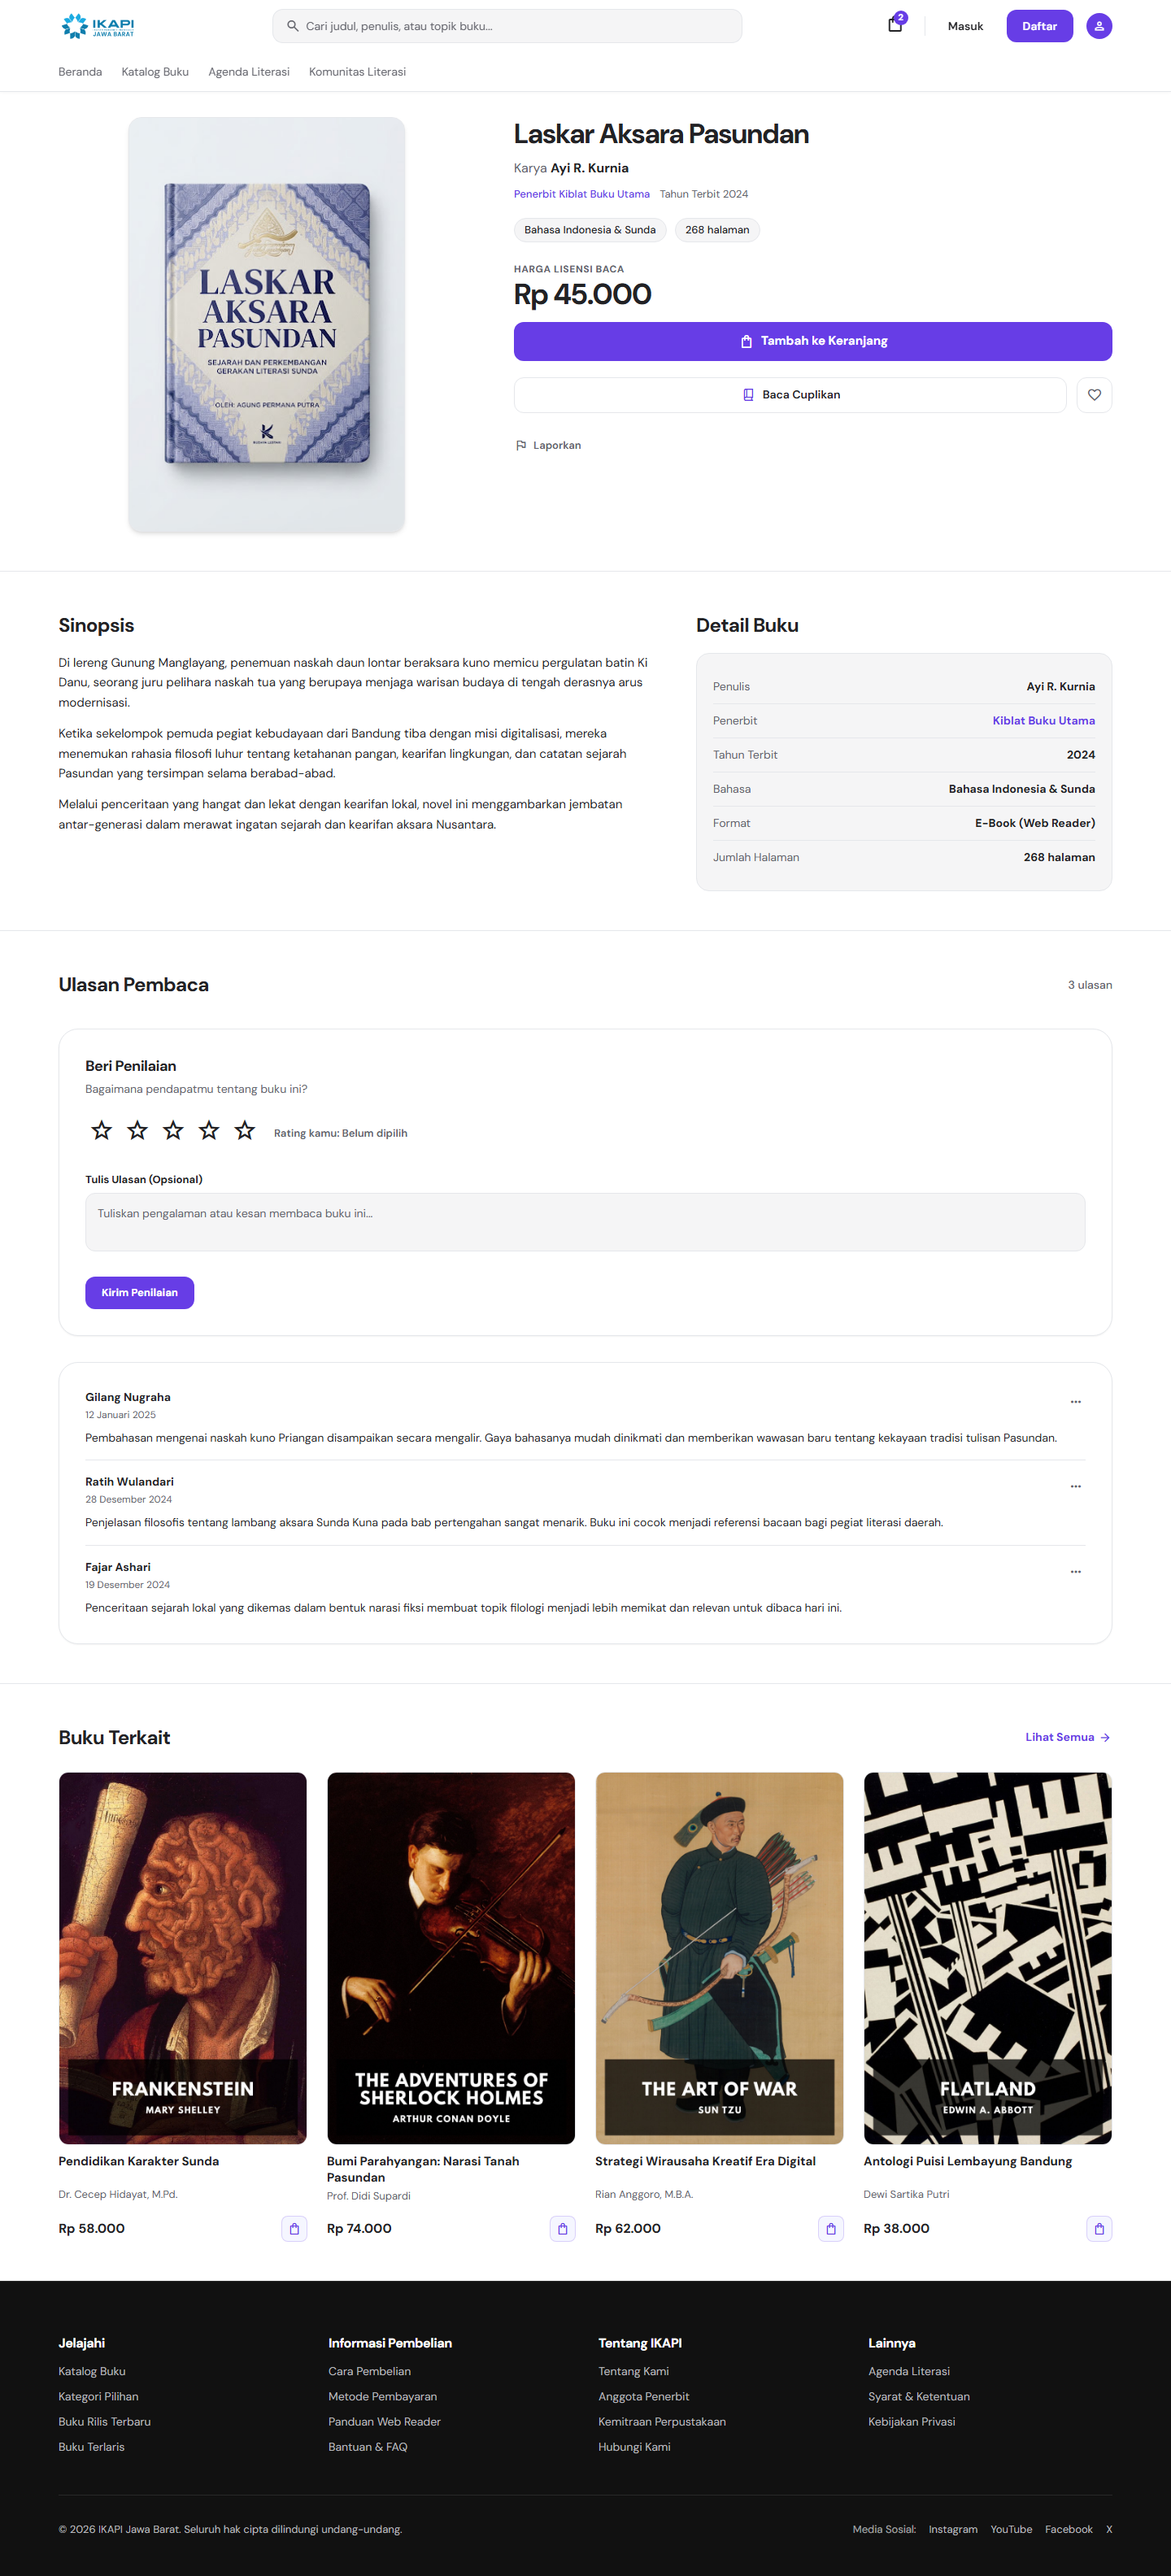 IKAPI
JAWA BARAT
Cari judul, penulis, atau topik buku...
2
Masuk
Daftar
Beranda
Katalog Buku
Agenda Literasi
Komunitas Literasi
LASKAR
AKSARA
PASUNDAN
SEJARAH DAN PERKEMBANGAN
GERAKAN LITERASI SUNDA
OLEH: AGUNG PERMANA PUTRA
Laskar Aksara Pasundan
Karya Ayi R. Kurnia
Penerbit Kiblat Buku Utama Tahun Terbit 2024
Bahasa Indonesia & Sunda
268 halaman
HARGA LISENSI BACA
Rp 45.000
Tambah ke Keranjang
Baca Cuplikan
Laporkan
Sinopsis
Di lereng Gunung Manglayang, penemuan naskah daun lontar beraksara kuno memicu pergulatan batin Ki
Danu, seorang juru pelihara naskah tua yang berupaya menjaga warisan budaya di tengah derasnya arus
modernisasi.
Ketika sekelompok pemuda pegiat kebudayaan dari Bandung tiba dengan misi digitalisasi, mereka
menemukan rahasia filosofi luhur tentang ketahanan pangan, kearifan lingkungan, dan catatan sejarah
Pasundan yang tersimpan selama berabad-abad.
Melalui penceritaan yang hangat dan lekat dengan kearifan lokal, novel ini menggambarkan jembatan
antar-generasi dalam merawat ingatan sejarah dan kearifan aksara Nusantara.
Detail Buku
Penulis Ayi R. Kurnia
Penerbit Kiblat Buku Utama
Tahun Terbit 2024
Bahasa Bahasa Indonesia & Sunda
Format E-Book (Web Reader)
Jumlah Halaman 268 halaman
Ulasan Pembaca
3 ulasan
Beri Penilaian
Bagaimana pendapatmu tentang buku ini?
Rating kamu: Belum dipilih
Tulis Ulasan (Opsional)
Tuliskan pengalaman atau kesan membaca buku ini...
Kirim Penilaian
Gilang Nugraha
12 Januari 2025
Pembahasan mengenai naskah kuno Priangan disampaikan secara mengalir. Gaya bahasanya mudah dinikmati dan memberikan wawasan baru tentang kekayaan tradisi tulisan Pasundan.
Ratih Wulandari
28 Desember 2024
Penjelasan filosofis tentang lambang aksara Sunda Kuna pada bab pertengahan sangat menarik. Buku ini cocok menjadi referensi bacaan bagi pegiat literasi daerah.
Fajar Ashari
19 Desember 2024
Penceritaan sejarah lokal yang dikemas dalam bentuk narasi fiksi membuat topik filologi menjadi lebih memikat dan relevan untuk dibaca hari ini.
Buku Terkait
Lihat Semua
FRANKENSTEIN
MARY SHELLEY
THE ADVENTURES OF
SHERLOCK HOLMES
ARTHUR CONAN DOYLE
THE ART OF WAR
SUN TZU
FLATLAND
EDWIN A. ABBOTT
Pendidikan Karakter Sunda
Dr. Cecep Hidayat, M.Pd.
Rp 58.000
Bumi Parahyangan: Narasi Tanah
Pasundan
Prof. Didi Supardi
Rp 74.000
Strategi Wirausaha Kreatif Era Digital
Rian Anggoro, M.B.A.
Rp 62.000
Antologi Puisi Lembayung Bandung
Dewi Sartika Putri
Rp 38.000
Jelajahi
Katalog Buku
Kategori Pilihan
Buku Rilis Terbaru
Buku Terlaris
Informasi Pembelian
Cara Pembelian
Metode Pembayaran
Panduan Web Reader
Bantuan & FAQ
Tentang IKAPI
Tentang Kami
Anggota Penerbit
Kemitraan Perpustakaan
Hubungi Kami
Lainnya
Agenda Literasi
Syarat & Ketentuan
Kebijakan Privasi
© 2026 IKAPI Jawa Barat. Seluruh hak cipta dilindungi undang-undang.
Media Sosial: Instagram YouTube Facebook X